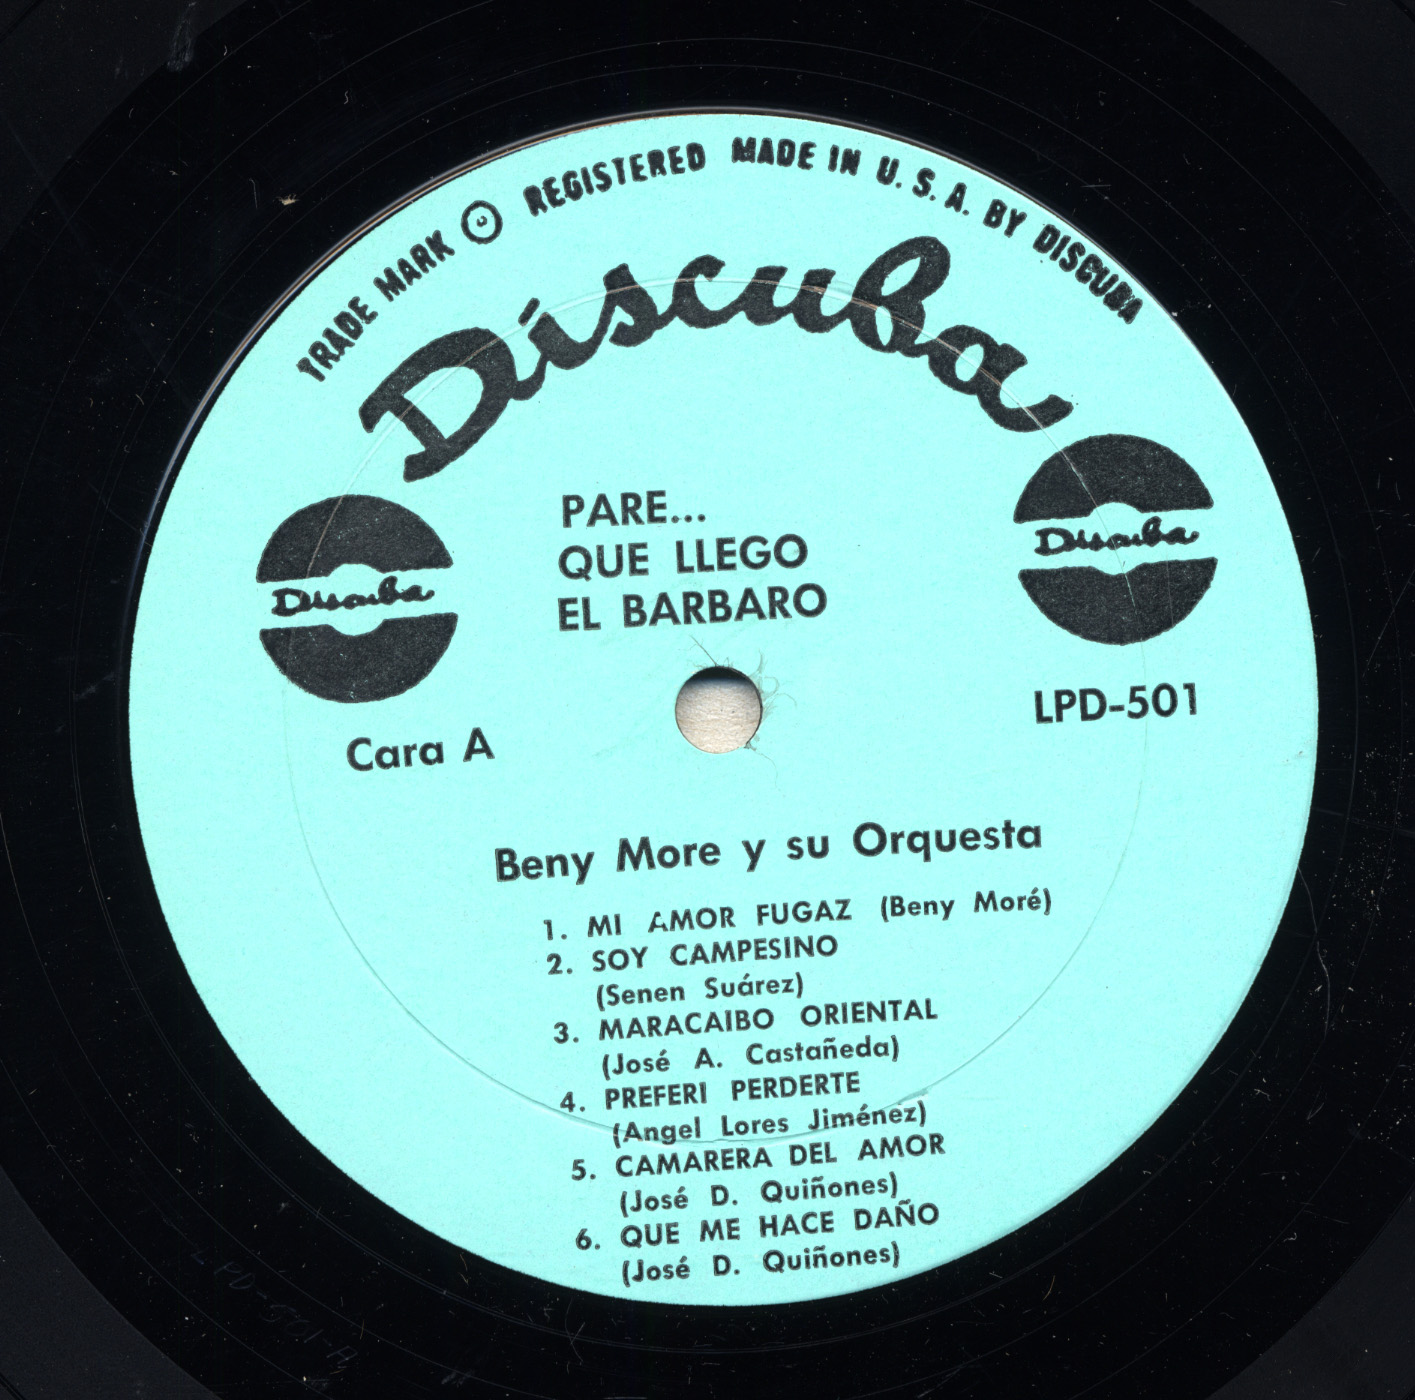 TRADE MARK REGISTERED MADE IN U.S.A. BY DISCUBA
Discuba
PARE...
QUE LLEGO
EL BARBARO
Discuba
Discuba
Cara A
LPD-501
Beny More y su Orquesta
1. MI AMOR FUGAZ (Beny Moré)
2. SOY CAMPESINO
(Senen Suárez)
3. MARACAIBO ORIENTAL
(José A. Castañeda)
4. PREFERI PERDERTE
(Angel Lores Jiménez)
5. CAMARERA DEL AMOR
(José D. Quiñones)
6. QUE ME HACE DAÑO
(José D. Quiñones)